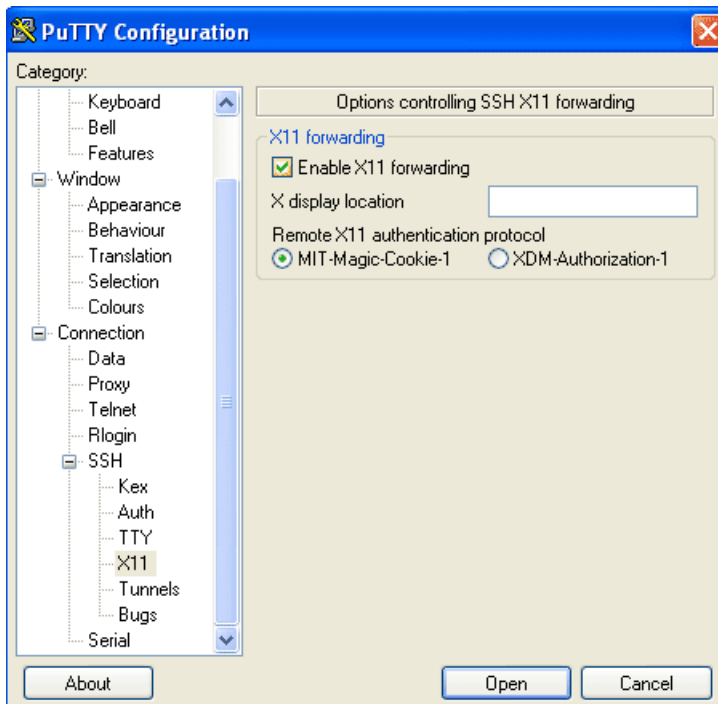 PuTTY Configuration
Category:
Keyboard
Bell
Features
Window
Appearance
Behaviour
Translation
Selection
Colours
Connection
Data
Proxy
Telnet
Rlogin
SSH
Kex
Auth
TTY
X11
Tunnels
Bugs
Serial
Options controlling SSH X11 forwarding
X11 forwarding
Enable X11 forwarding
X display location
Remote X11 authentication protocol
MIT-Magic-Cookie-1 XDM-Authorization-1
About Open Cancel